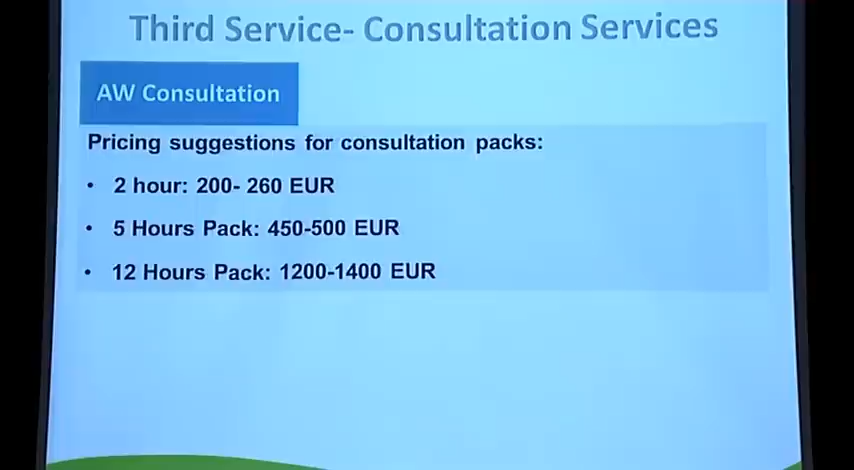 Third Service- Consultation Services
AW Consultation
Pricing suggestions for consultation packs:
• 2 hour: 200- 260 EUR
• 5 Hours Pack: 450-500 EUR
• 12 Hours Pack: 1200-1400 EUR